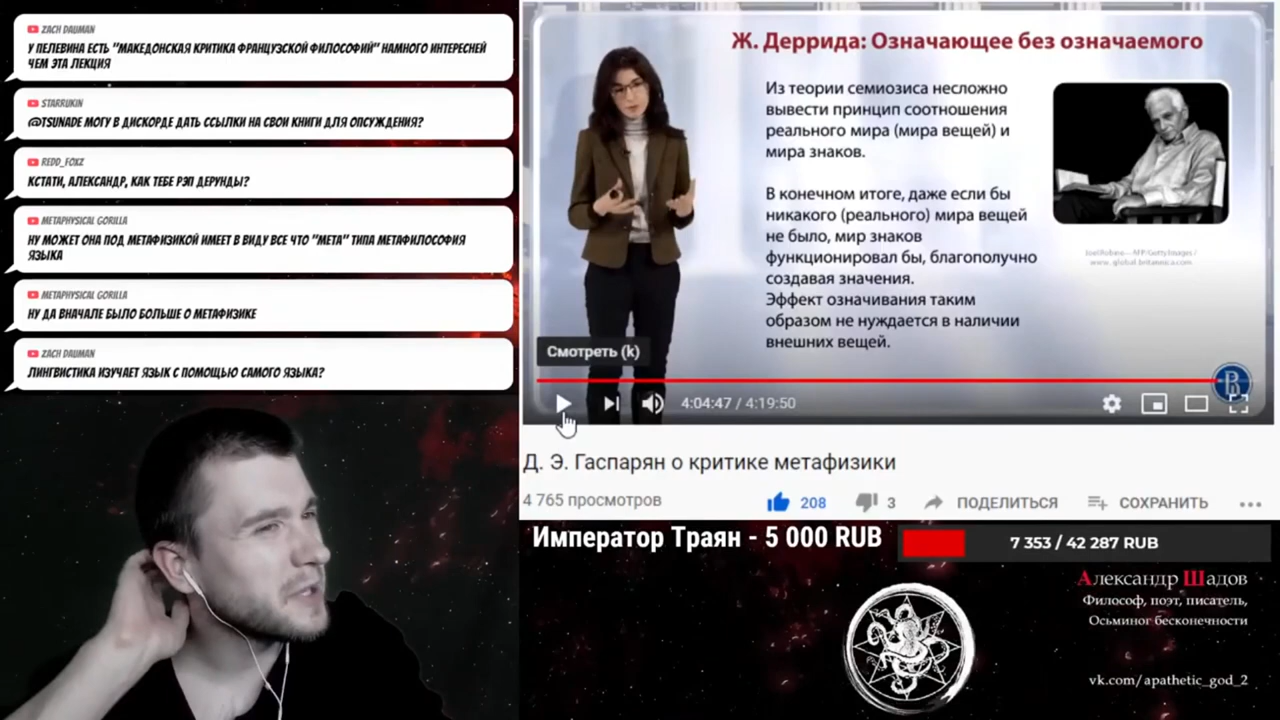 ZACH DAUMAN
У ПЕЛЕВИНА ЕСТЬ "МАКЕДОНСКАЯ КРИТИКА ФРАНЦУЗСКОЙ ФИЛОСОФИЙ" НАМНОГО ИНТЕРЕСНЕЙ
ЧЕМ ЭТА ЛЕКЦИЯ
STARRUKIN
@TSUNADE МОГУ В ДИСКОРДЕ ДАТЬ ССЫЛКИ НА СВОИ КНИГИ ДЛЯ ОПСУЖДЕНИЯ?
REDD_FOXZ
КСТАТИ, АЛЕКСАНДР, КАК ТЕБЕ РЭП ДЕРУНДЫ?
METAPHYSICAL GORILLA
НУ МОЖЕТ ОНА ПОД МЕТАФИЗИКОЙ ИМЕЕТ В ВИДУ ВСЕ ЧТО "МЕТА" ТИПА МЕТАФИЛОСОФИЯ
ЯЗЫКА
METAPHYSICAL GORILLA
НУ ДА ВНАЧАЛЕ БЫЛО БОЛЬШЕ О МЕТАФИЗИКЕ
ZACH DAUMAN
ЛИНГВИСТИКА ИЗУЧАЕТ ЯЗЫК С ПОМОЩЬЮ САМОГО ЯЗЫКА?
Ж. Деррида: Означающее без означаемого
Из теории семиозиса несложно
вывести принцип соотношения
реального мира (мира вещей) и
мира знаков.
В конечном итоге, даже если бы
никакого (реального) мира вещей
не было, мир знаков
функционировал бы, благополучно
создавая значения.
Эффект означивания таким
образом не нуждается в наличии
внешних вещей.
www. global.britannica.com
Смотреть (k)
4:04:47 / 4:19:50
Д. Э. Гаспарян о критике метафизики
4 765 просмотров
208
3
ПОДЕЛИТЬСЯ
СОХРАНИТЬ
Император Траян - 5 000 RUB
7 353 / 42 287 RUB
Александр Шадов
Философ, поэт, писатель,
Осьминог бесконечности
vk.com/apathetic_god_2